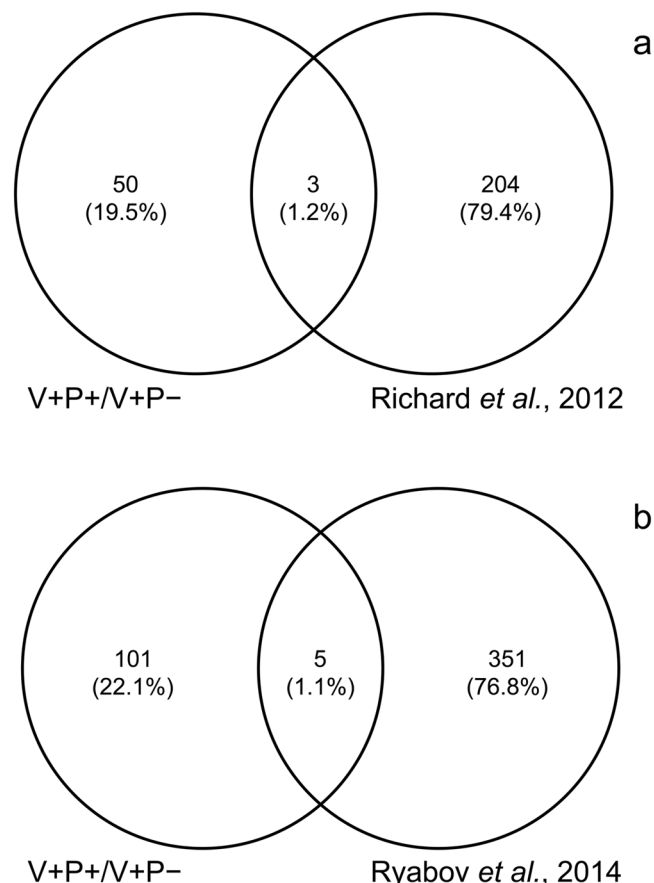 a
50
(19.5%)
3
(1.2%)
204
(79.4%)
V+P+/V+P−
Richard et al., 2012
b
101
(22.1%)
5
(1.1%)
351
(76.8%)
V+P+/V+P−
Ryabov et al., 2014